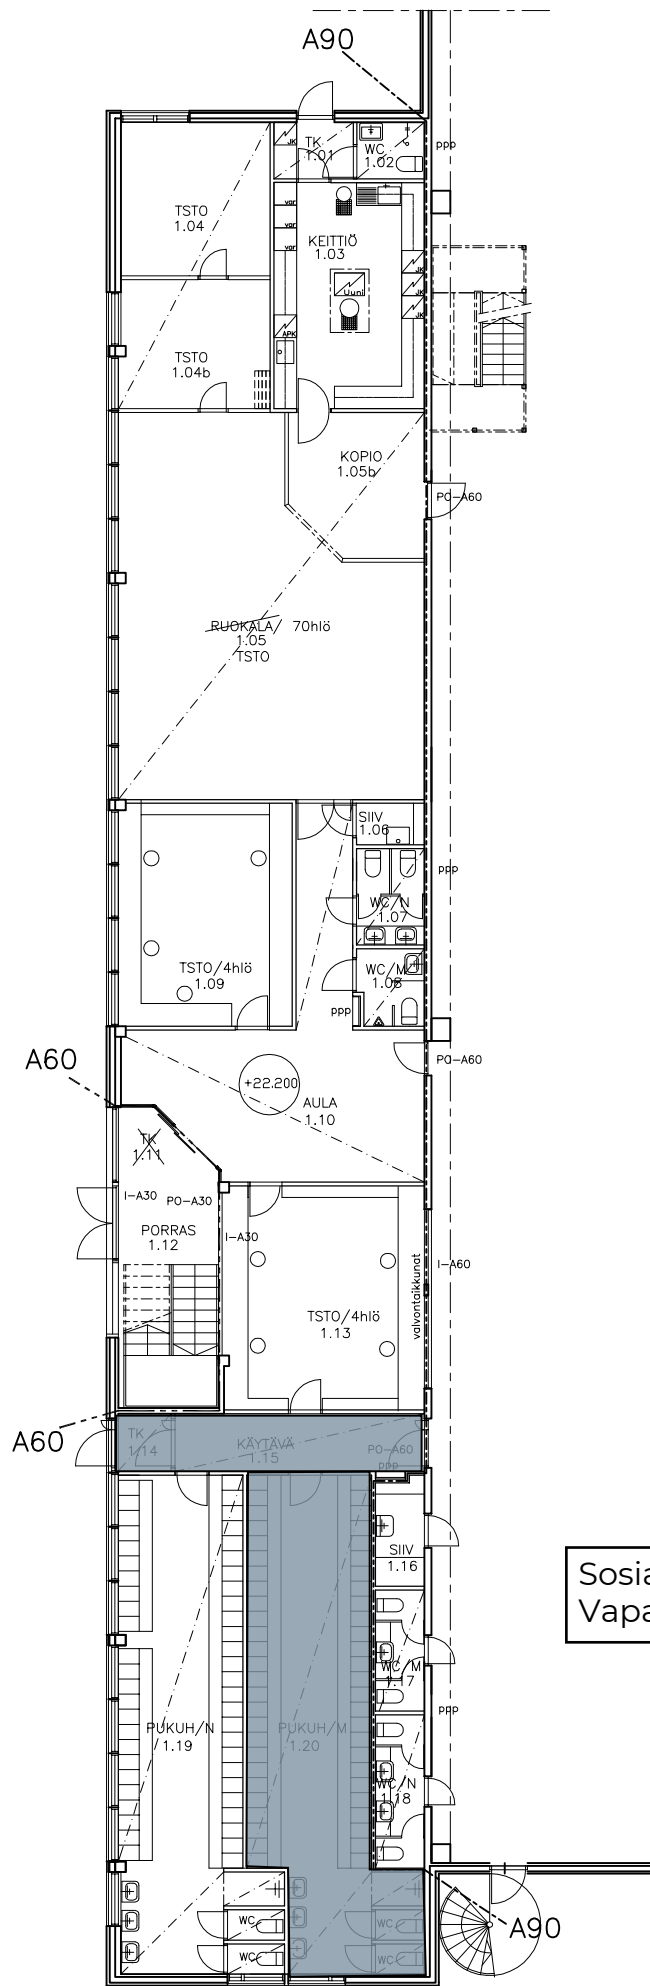 A90
TK
1.01
JK
WC
1.02
ppp
TSTO
1.04
var
var
var
KEITTIÖ
1.03
JK
JK
JK
Uuni
APK
TSTO
1.04b
KOPIO
1.05b
PO-A60
RUOKALA/ 70hlö
1.05
TSTO
SIIV
1.06
ppp
WC/N
1.07
TSTO/4hlö
1.09
WC/M
1.08
ppp
A60
PO-A60
+22.200
AULA
1.10
TK
1.11
I-A30
PO-A30
PORRAS
1.12
I-A30
I-A60
valvontaikkunat
TSTO/4hlö
1.13
A60
TK
1.14
KÄYTÄVÄ
1.15
PO-A60
ppp
SIIV
1.16
Sosia
Vapa
WC/M
1.17
ppp
PUKUH/N
1.19
PUKUH/M
1.20
WC/N
1.18
WC
WC
WC
WC
A90